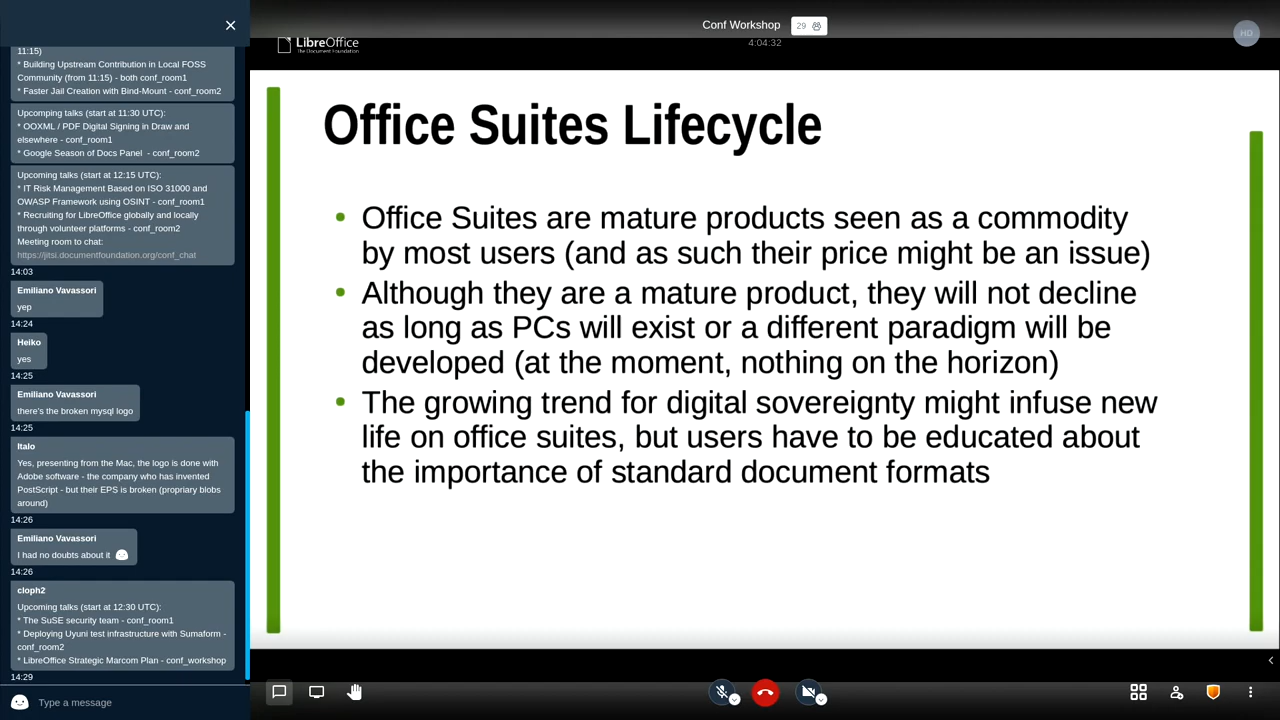 11:15)
* Building Upstream Contribution in Local FOSS
Community (from 11:15) - both conf_room1
* Faster Jail Creation with Bind-Mount - conf_room2
Upcomping talks (start at 11:30 UTC):
* OOXML / PDF Digital Signing in Draw and
elsewhere - conf_room1
* Google Season of Docs Panel - conf_room2
Upcoming talks (start at 12:15 UTC):
* IT Risk Management Based on ISO 31000 and
OWASP Framework using OSINT - conf_room1
* Recruiting for LibreOffice globally and locally
through volunteer platforms - conf_room2
Meeting room to chat:
https://jitsi.documentfoundation.org/conf_chat
14:03
Emiliano Vavassori
yep
14:24
Heiko
yes
14:25
Emiliano Vavassori
there's the broken mysql logo
14:25
Italo
Yes, presenting from the Mac, the logo is done with
Adobe software - the company who has invented
PostScript - but their EPS is broken (propriary blobs
around)
14:26
Emiliano Vavassori
I had no doubts about it
14:26
cloph2
Upcoming talks (start at 12:30 UTC):
* The SuSE security team - conf_room1
* Deploying Uyuni test infrastructure with Sumaform -
conf_room2
* LibreOffice Strategic Marcom Plan - conf_workshop
14:29
Type a message
Conf Workshop 29
4:04:32
HD
LibreOffice
The Document Foundation
Office Suites Lifecycle
• Office Suites are mature products seen as a commodity
by most users (and as such their price might be an issue)
• Although they are a mature product, they will not decline
as long as PCs will exist or a different paradigm will be
developed (at the moment, nothing on the horizon)
• The growing trend for digital sovereignty might infuse new
life on office suites, but users have to be educated about
the importance of standard document formats